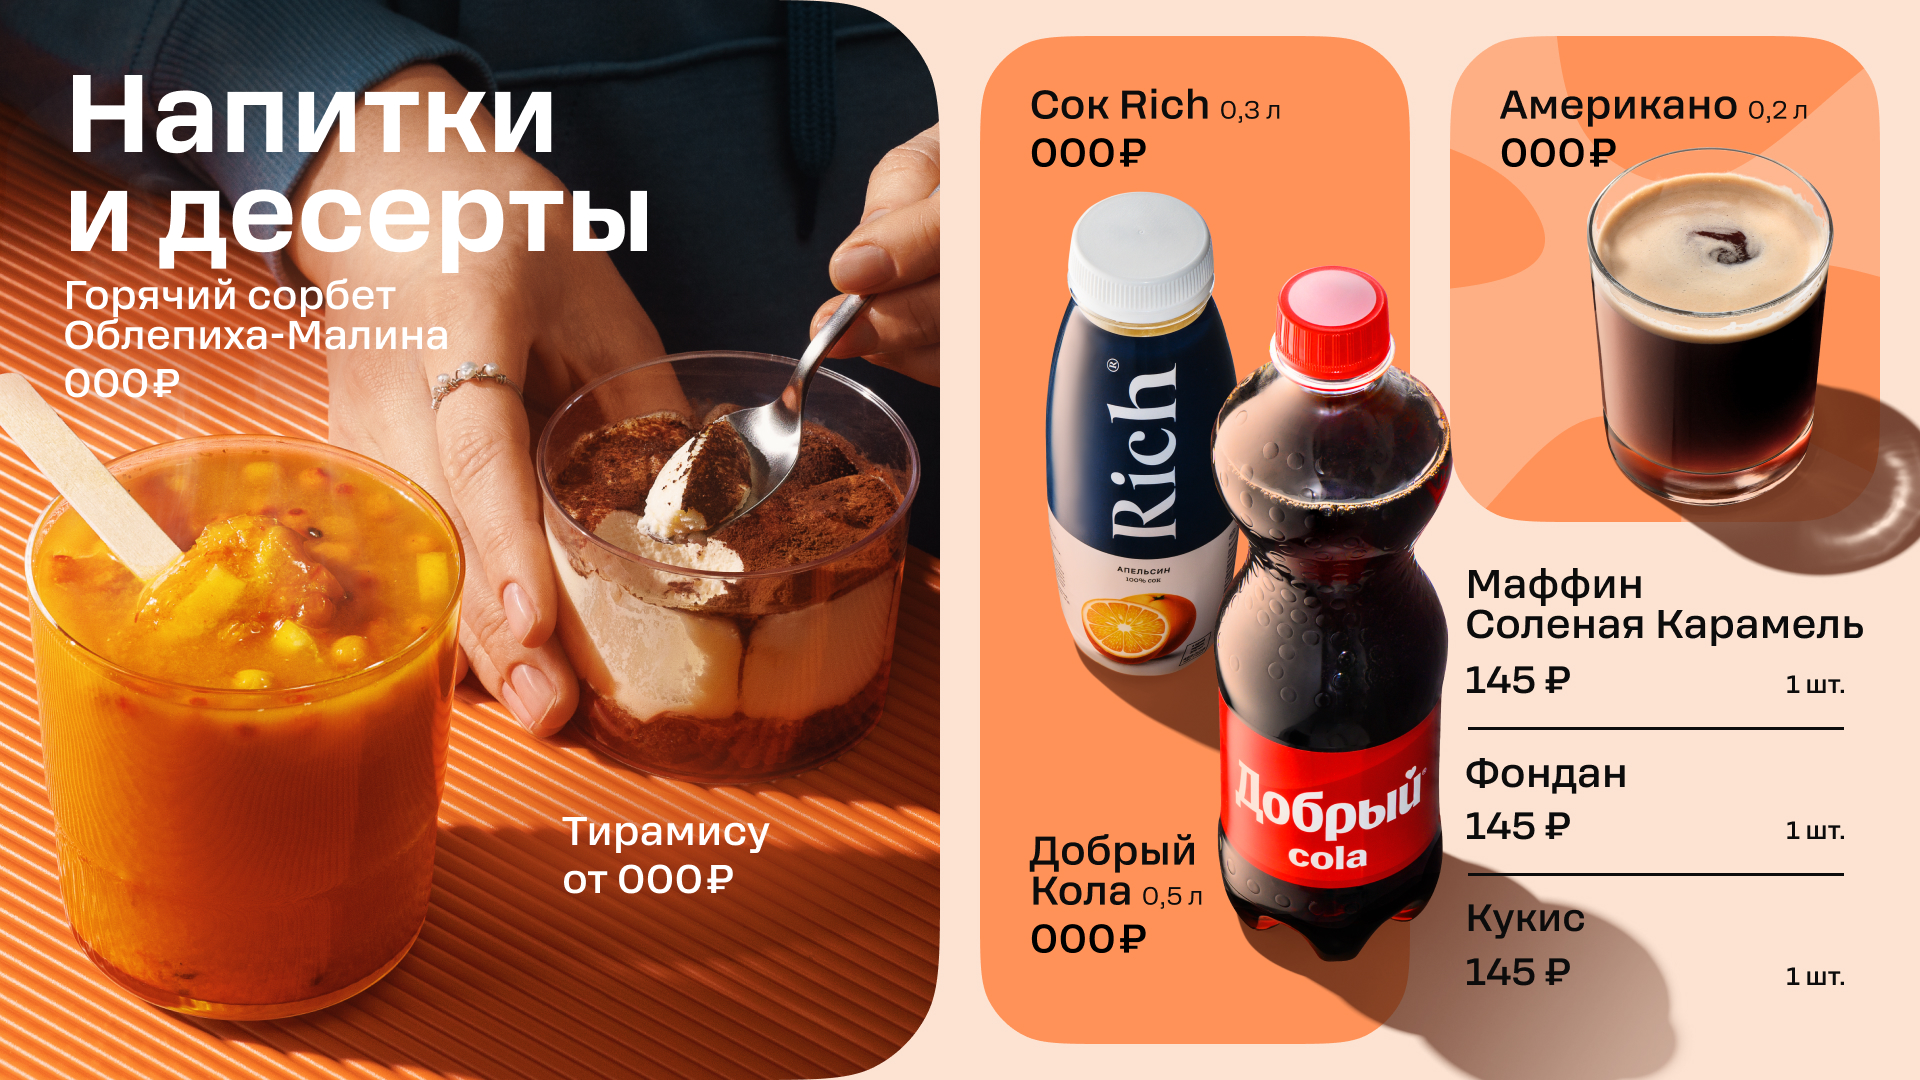 Напитки
и десерты
Горячий сорбет
Облепиха-Малина
000₽
Тирамису
от 000₽
Сок Rich 0,3 л
000₽
Rich®
АПЕЛЬСИН
100% сок
Добрый
cola
Добрый
Кола 0,5 л
000₽
Американо 0,2 л
000₽
Маффин
Соленая Карамель
145 ₽ 1 шт.
Фондан
145 ₽ 1 шт.
Кукис
145 ₽ 1 шт.